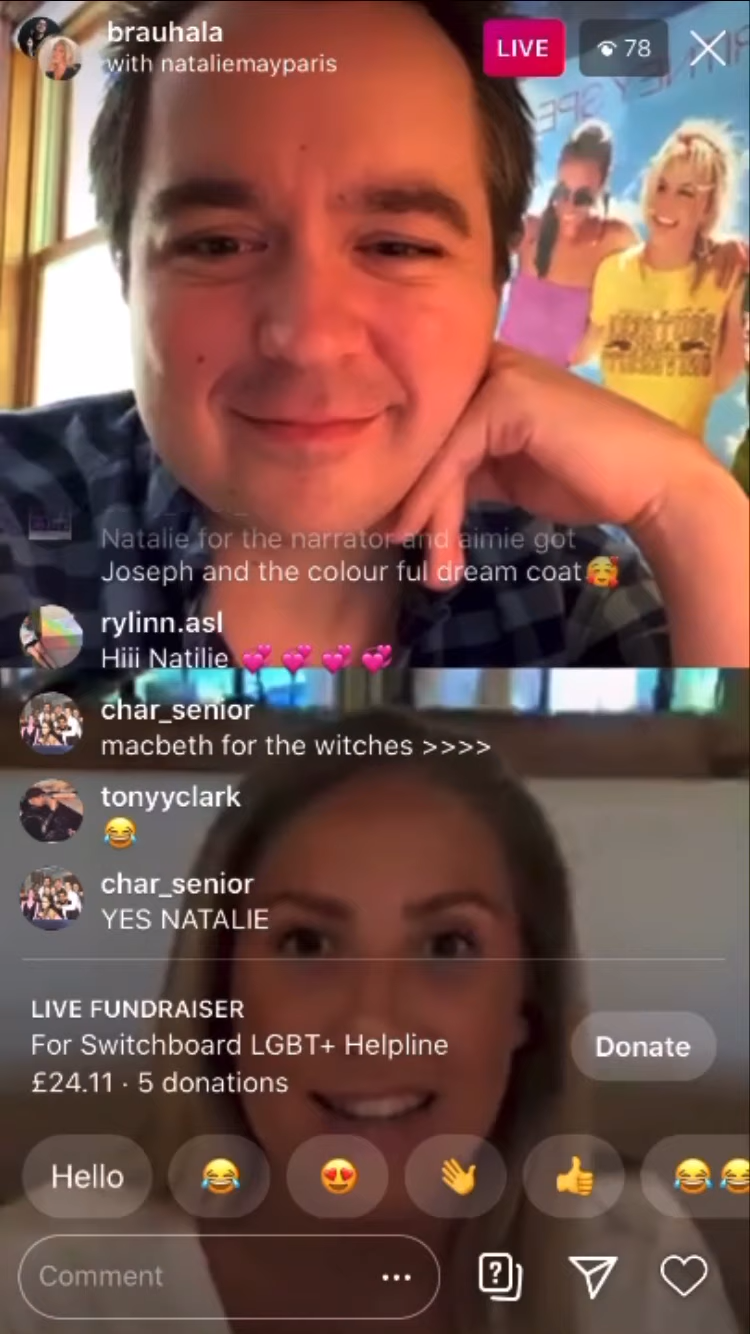 brauhala
with nataliemayparis
LIVE
78
Natalie for the narrator and aimie got
Joseph and the colour ful dream coat🥰
rylinn.asl
Hiii Natilie 💞 💞 💞 💞
char_senior
macbeth for the witches >>>>
tonyyclark
😂
char_senior
YES NATALIE
LIVE FUNDRAISER
For Switchboard LGBT+ Helpline
£24.11 · 5 donations
Donate
Hello 😂 😍 👋 👍 😂😂
Comment